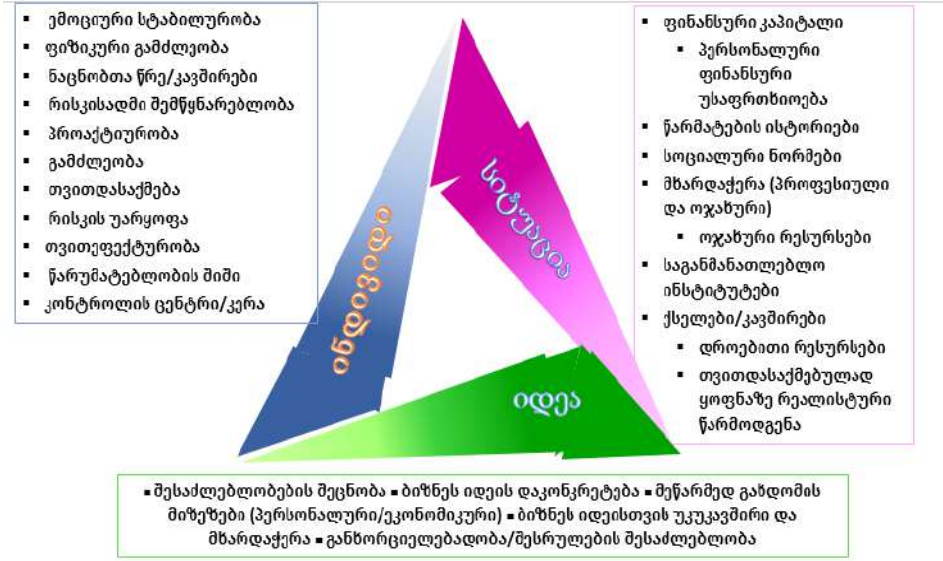 ▪ ემოციური სტაბილურობა
▪ ფიზიკური გამძლეობა
▪ ნაცნობთა წრე/კავშირები
▪ რისკისადმი შემწყნარებლობა
▪ პროაქტიურობა
▪ გამძლეობა
▪ თვითდასაქმება
▪ რისკის უარყოფა
▪ თვითეფექტურობა
▪ წარუმატებლობის შიში
▪ კონტროლის ცენტრი/კერა
ინდივიდი
სიტუაცია
იდეა
▪ ფინანსური კაპიტალი
▪ პერსონალური
ფინანსური
უსაფრთხიოება
▪ წარმატების ისტორიები
▪ სოციალური ნორმები
▪ მხარდაჭერა (პროფესიული
და ოჯახური)
▪ ოჯახური რესურსები
▪ საგანმანათლებლო
ინსტიტუტები
▪ ქსელები/კავშირები
▪ დროებითი რესურსები
▪ თვითდასაქმებულად
ყოფნაზე რეალისტური
წარმოდგენა
▪ შესაძლებლობების შეცნობა ▪ ბიზნეს იდეის დაკონკრეტება ▪ მეწარმედ გახდომის
მიზეზები (პერსონალური/ეკონომიკური) ▪ ბიზნეს იდეისთვის უკუკავშირი და
მხარდაჭერა ▪ განხორციელებადობა/შესრულების შესაძლებლობა